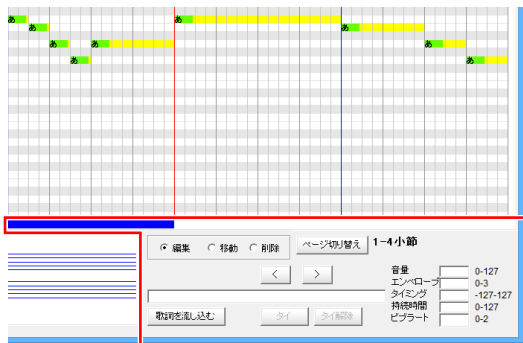 あ あ
あ あ
あ あ あ
あ あ
編集 移動 削除 ページ切り替え 1-4小節
< >
音量 0-127
エンベロープ 0-3
タイミング -127-127
持続時間 0-127
ビブラート 0-2
歌詞を流し込む タイ タイ解除